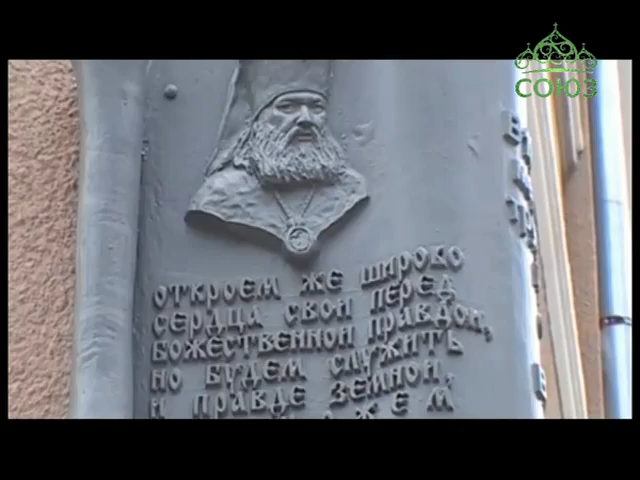 СОЮЗ
ОТКРОЕМ ЖЕ ШИРОКО
СЕРДЦА СВОИ ПЕРЕД
БОЖЕСТВЕННОЙ ПРАВДОЙ,
НО БУДЕМ СЛУЖИТЬ
И ПРАВДЕ ЗЕМНОЙ,